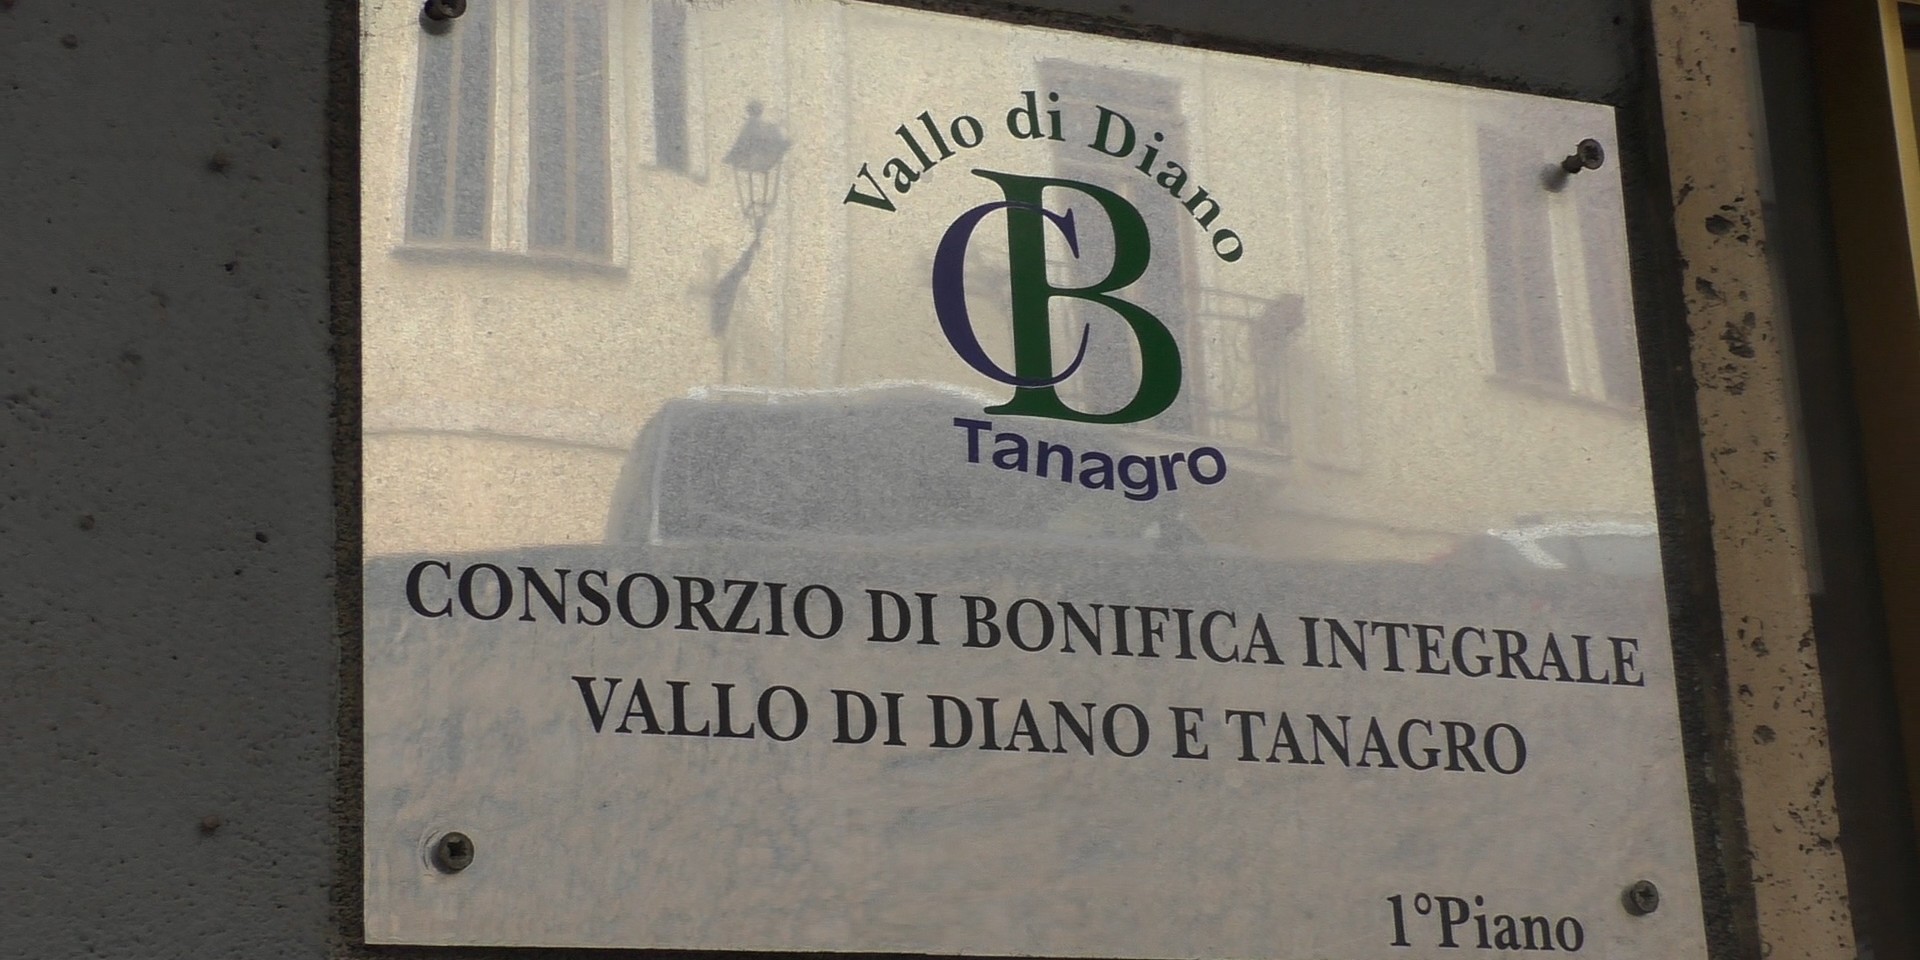 Vallo di Diano
CB
Tanagro
CONSORZIO DI BONIFICA INTEGRALE
VALLO DI DIANO E TANAGRO
1°Piano